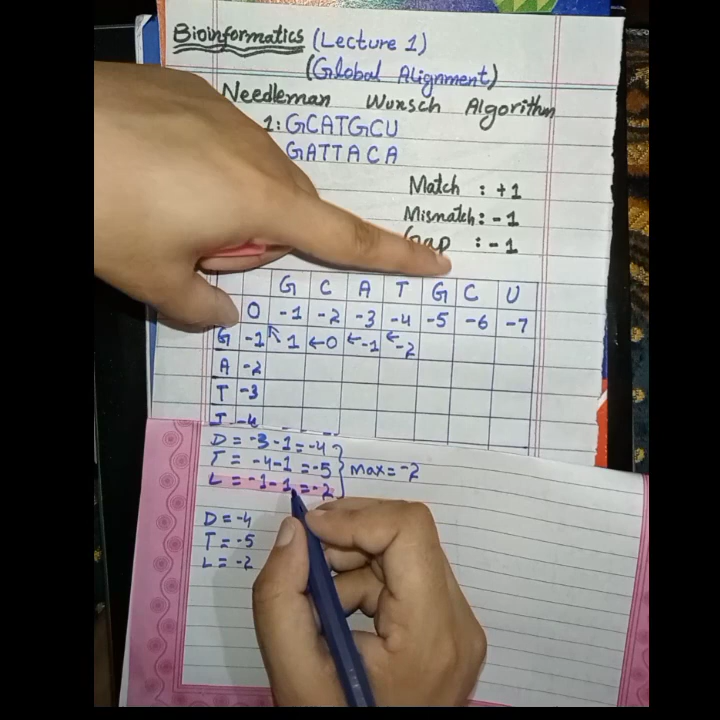 Bioinformatics (Lecture 1)
(Global Alignment)
Needleman Wunsch Algorithm
1: GCATGCU
GATTACA
Match : +1
Mismatch: -1
Gap : -1
G C A T G C U
0 -1 -2 -3 -4 -5 -6 -7
G -1 ↖ 1 ←0 ←-1 ←-2
A -2
T -3
T -4
D = -3-1=-4
T = -4-1=-5
L = -1-1=-2
max=-2
D = -4
T = -5
L = -2